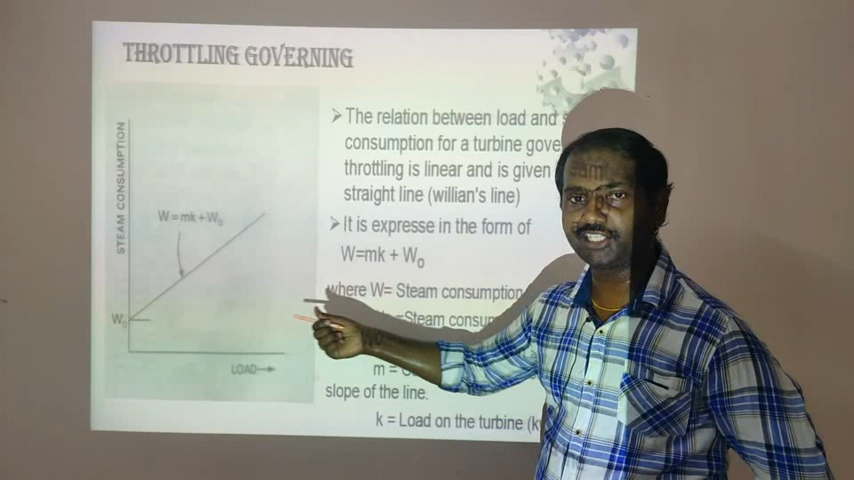 THROTTLING GOVERNING
The relation between load and
consumption for a turbine
throttling is linear and is given
straight line (willian's line)
It is expresse in the form of
W=mk + W₀
where W= Steam consumption
=Steam
m =
slope of the line.
k = Load on the turbine
STEAM CONSUMPTION
W=mk+W₀
W₀
LOAD→